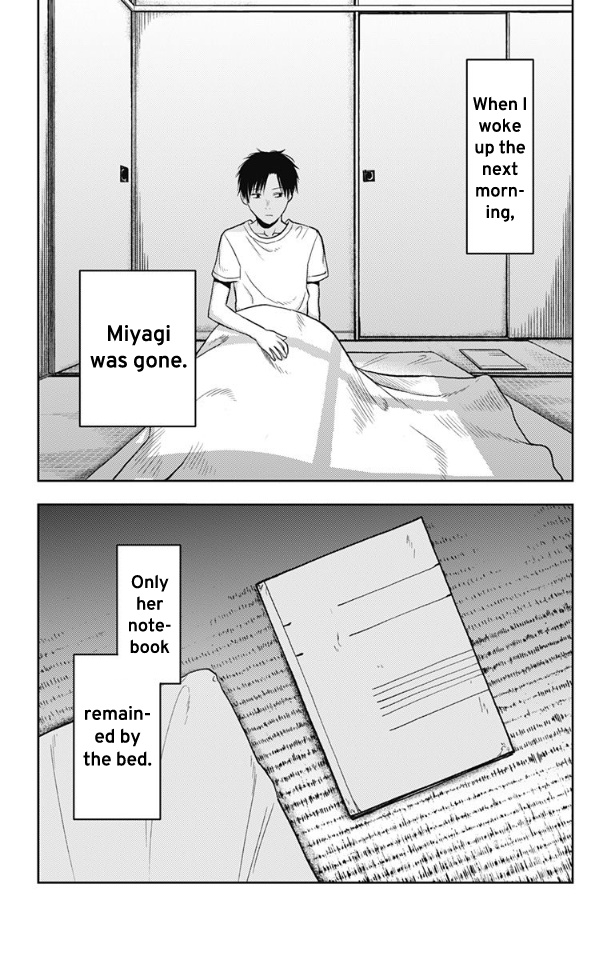 When I
woke
up the
next
morn-
ing,
Miyagi
was gone.
Only
her
note-
book
remain-
ed by
the bed.